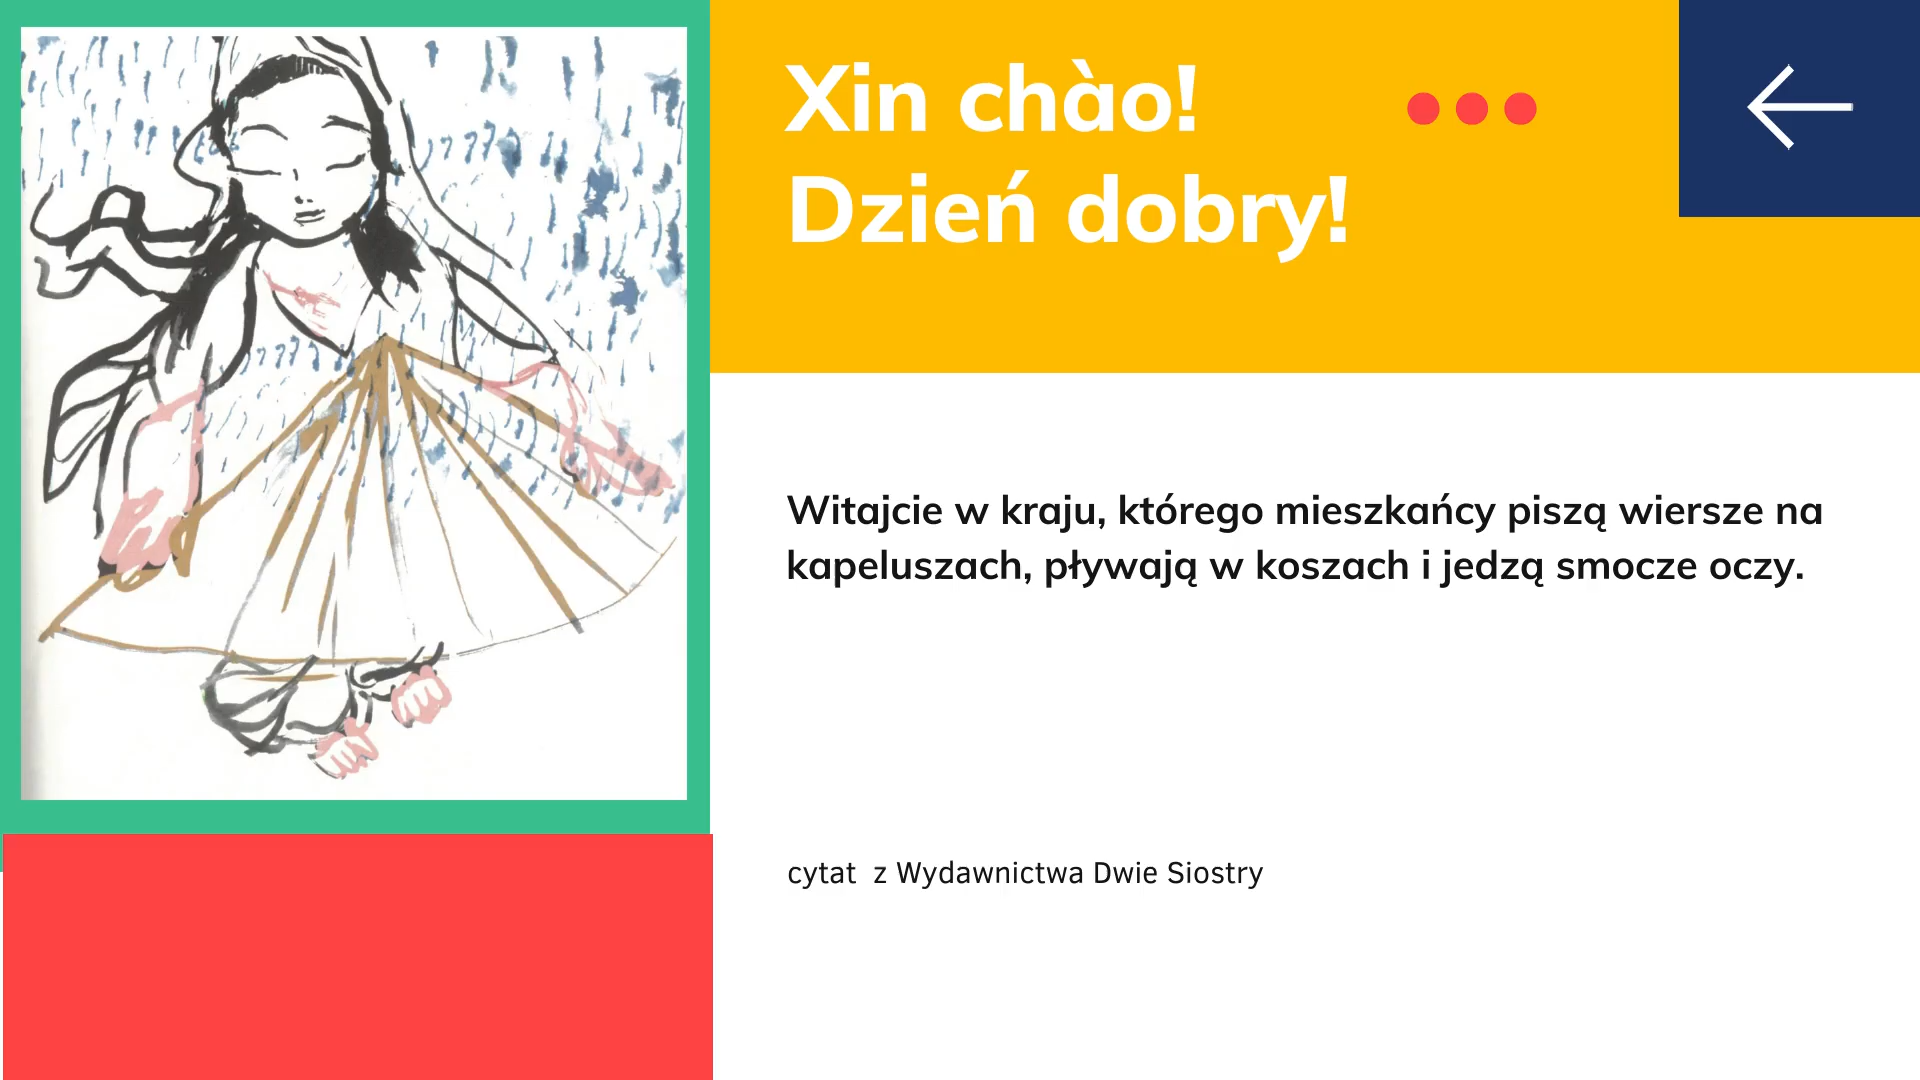 Xin chào!
Dzień dobry!
Witajcie w kraju, którego mieszkańcy piszą wiersze na
kapeluszach, pływają w koszach i jedzą smocze oczy.
cytat  z Wydawnictwa Dwie Siostry